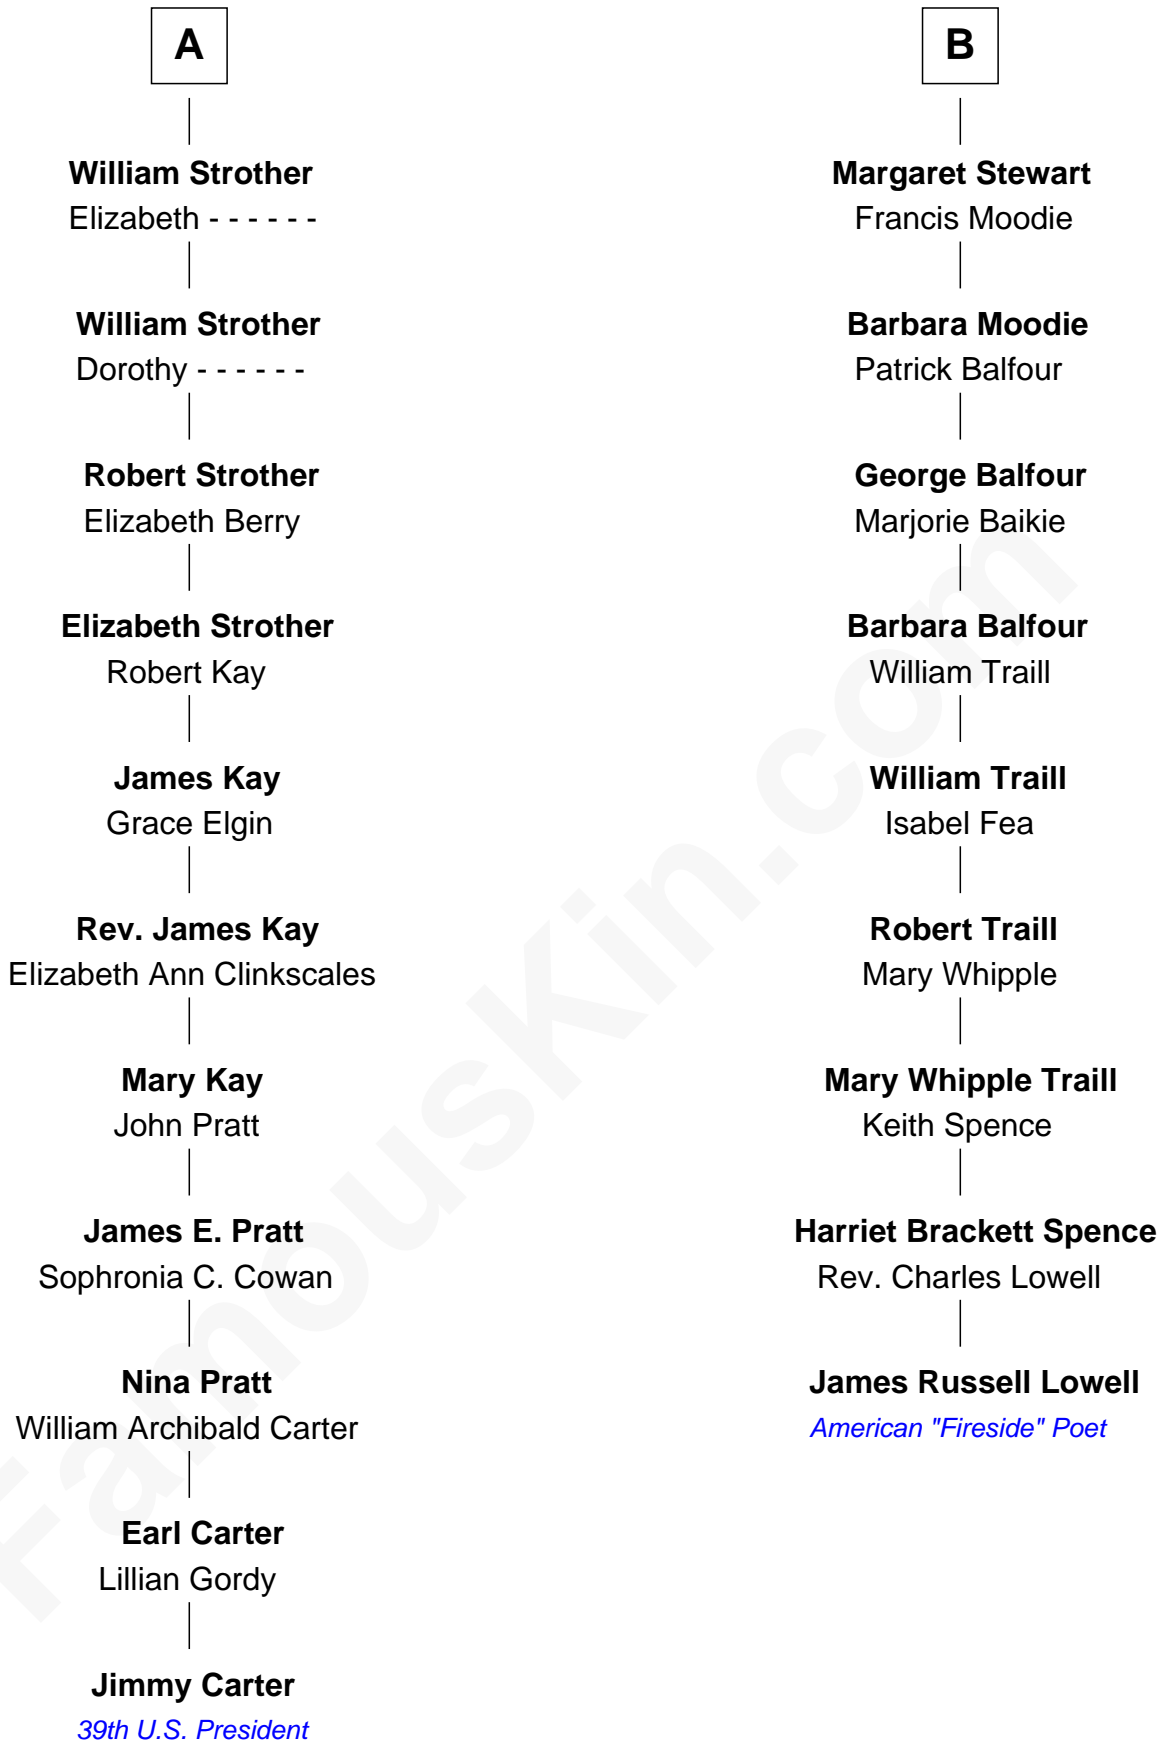 A
William Strother
Elizabeth - - - - - -
William Strother
Dorothy - - - - - -
Robert Strother
Elizabeth Berry
Elizabeth Strother
Robert Kay
James Kay
Grace Elgin
Rev. James Kay
Elizabeth Ann Clinkscales
Mary Kay
John Pratt
James E. Pratt
Sophronia C. Cowan
Nina Pratt
William Archibald Carter
Earl Carter
Lillian Gordy
Jimmy Carter
39th U.S. President
B
Margaret Stewart
Francis Moodie
Barbara Moodie
Patrick Balfour
George Balfour
Marjorie Baikie
Barbara Balfour
William Traill
William Traill
Isabel Fea
Robert Traill
Mary Whipple
Mary Whipple Traill
Keith Spence
Harriet Brackett Spence
Rev. Charles Lowell
James Russell Lowell
American "Fireside" Poet
FamousKin.com